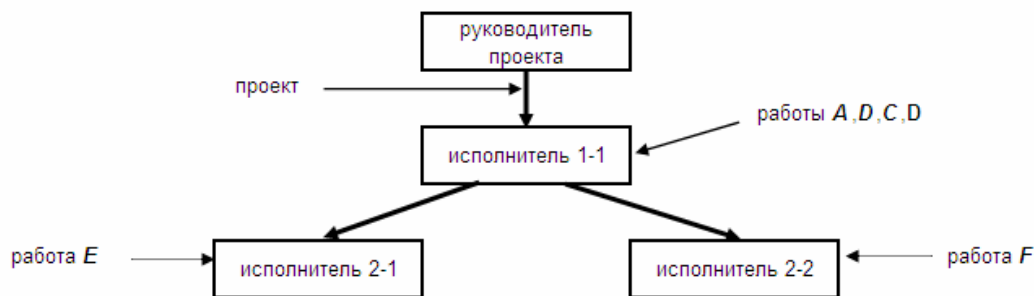 руководитель
проекта
проект
работы A ,D ,C ,D
исполнитель 1-1
работа E
исполнитель 2-1
исполнитель 2-2
работа F